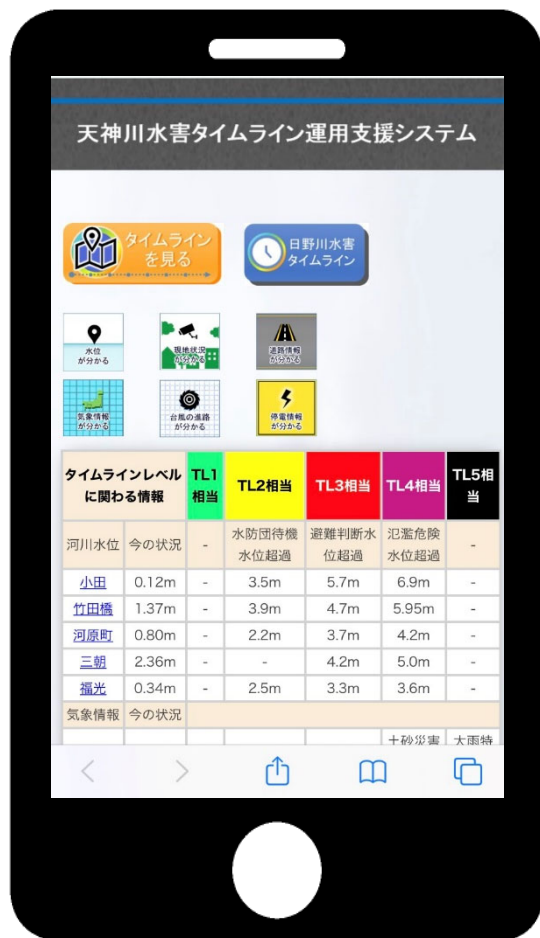 天神川水害タイムライン運用支援システム
タイムライン
を見る
日野川水害
タイムライン
水位
が分かる
現地状況
が分かる
道路情報
が分かる
気象情報
が分かる
台風の進路
が分かる
停電情報
が分かる
タイムラインレベル
に関わる情報
TL1
相当
TL2相当
TL3相当
TL4相当
TL5相
当
河川水位 今の状況 -
水防団待機
水位超過
避難判断水
位超過
氾濫危険
水位超過
-
小田 0.12m - 3.5m 5.7m 6.9m -
竹田橋 1.37m - 3.9m 4.7m 5.95m -
河原町 0.80m - 2.2m 3.7m 4.2m -
三朝 2.36m - - 4.2m 5.0m -
福光 0.34m - 2.5m 3.3m 3.6m -
気象情報 今の状況
土砂災害 大雨特